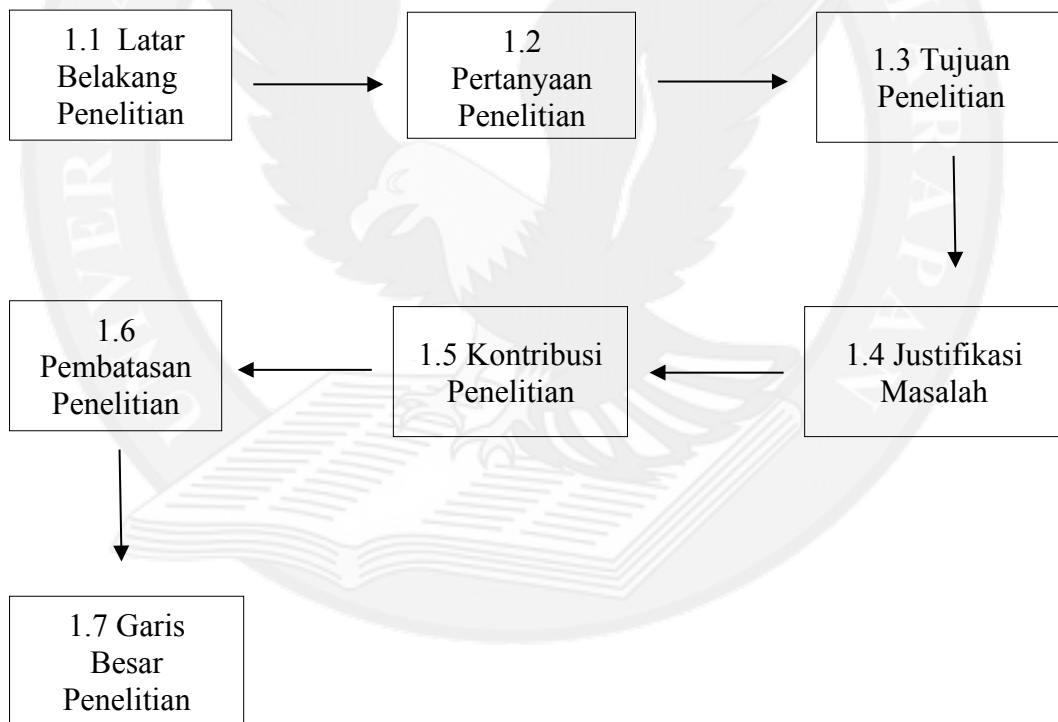 1.1 Latar
Belakang
Penelitian
1.2
Pertanyaan
Penelitian
1.3 Tujuan
Penelitian
1.4 Justifikasi
Masalah
1.5 Kontribusi
Penelitian
1.6
Pembatasan
Penelitian
1.7 Garis
Besar
Penelitian